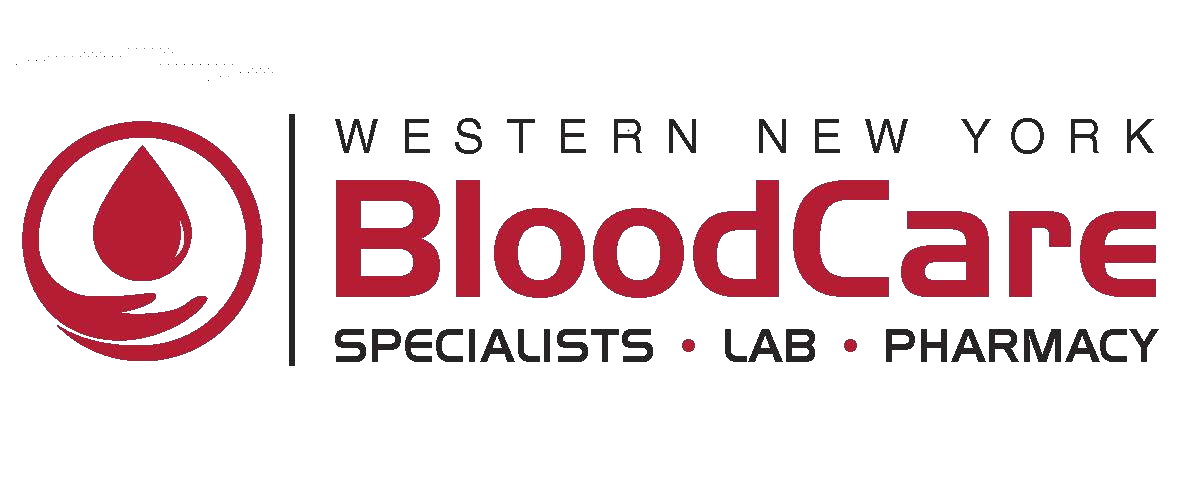 WESTERN NEW YORK
BloodCare
SPECIALISTS • LAB • PHARMACY